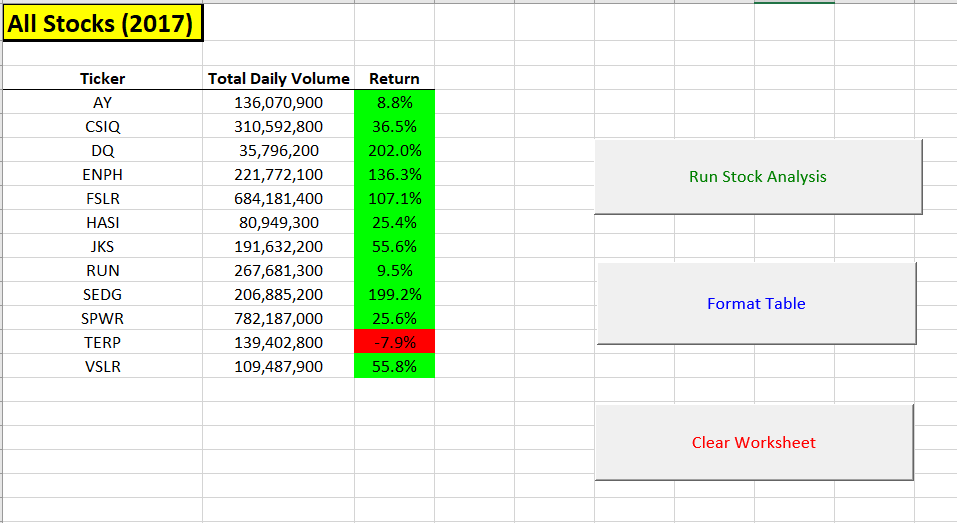 All Stocks (2017)
Ticker Total Daily Volume Return
AY 136,070,900 8.8%
CSIQ 310,592,800 36.5%
DQ 35,796,200 202.0%
ENPH 221,772,100 136.3%
FSLR 684,181,400 107.1%
HASI 80,949,300 25.4%
JKS 191,632,200 55.6%
RUN 267,681,300 9.5%
SEDG 206,885,200 199.2%
SPWR 782,187,000 25.6%
TERP 139,402,800 -7.9%
VSLR 109,487,900 55.8%
Run Stock Analysis
Format Table
Clear Worksheet